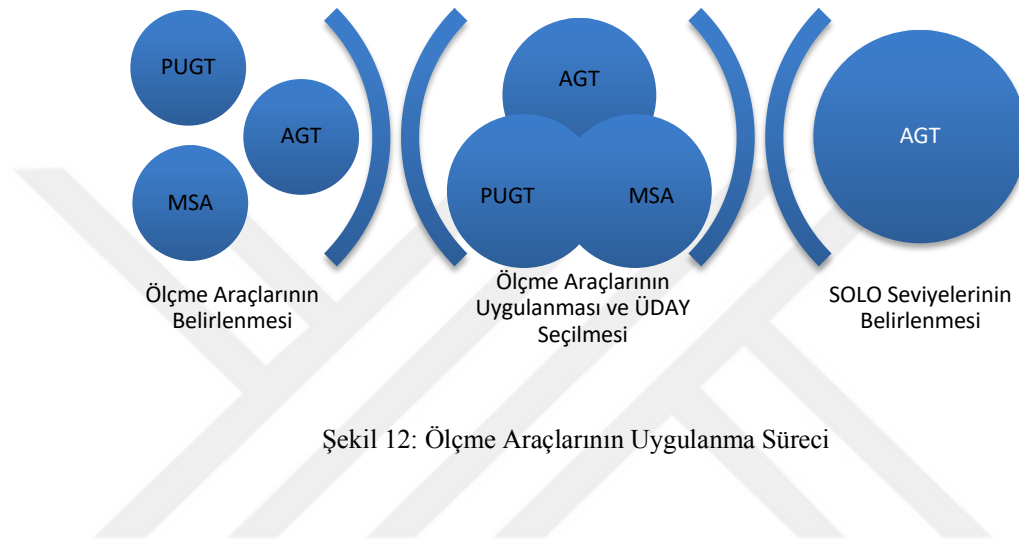 PUGT
AGT
MSA
Ölçme Araçlarının
Belirlenmesi
AGT
PUGT
MSA
Ölçme Araçlarının
Uygulanması ve ÜDAY
Seçilmesi
AGT
SOLO Seviyelerinin
Belirlenmesi
Şekil 12: Ölçme Araçlarının Uygulanma Süreci